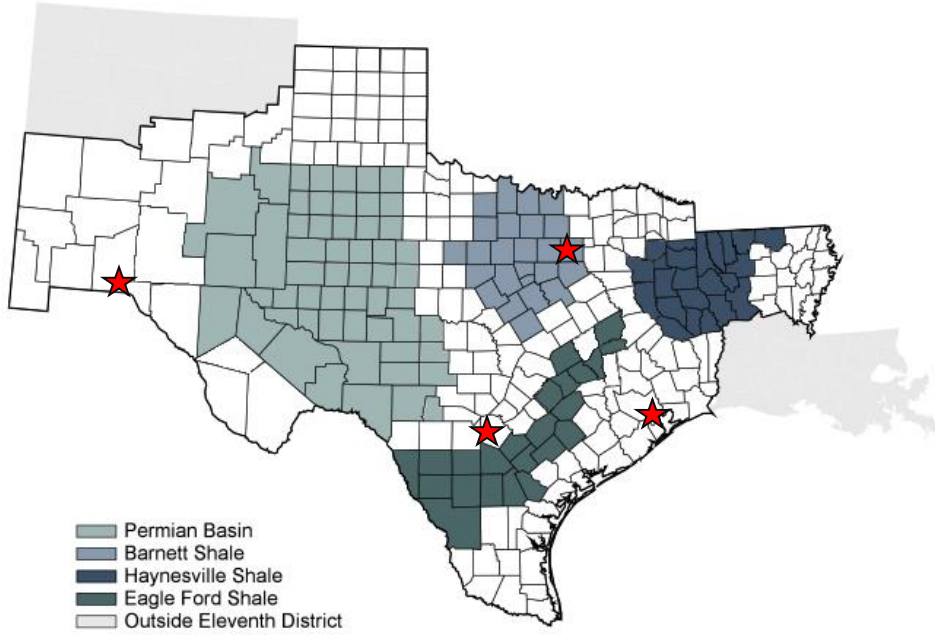 Permian Basin
Barnett Shale
Haynesville Shale
Eagle Ford Shale
Outside Eleventh District